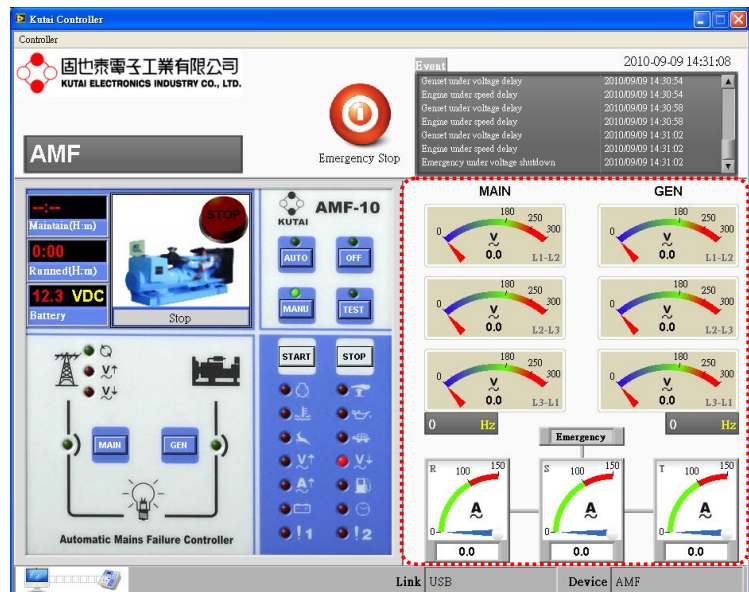 Kutai Controller
Controller
固也泰電子工業有限公司
KUTAI ELECTRONICS INDUSTRY CO., LTD.
AMF
Emergency Stop
Event
2010-09-09 14:31:08
Genset under voltage delay 2010/09/09 14:30:54
Engine under speed delay 2010/09/09 14:30:54
Genset under voltage delay 2010/09/09 14:30:58
Engine under speed delay 2010/09/09 14:30:58
Genset under voltage delay 2010/09/09 14:31:02
Engine under speed delay 2010/09/09 14:31:02
Emergency under voltage shutdown 2010/09/09 14:31:02
--:--
Maintain(H:m)
0:00
Runned(H:m)
12.3 VDC
Battery
STOP
Stop
KUTAI
AMF-10
AUTO
OFF
MANU
TEST
START
STOP
V↑
V↓
MAIN
GEN
Automatic Mains Failure Controller
V↑
V↓
A↑
!1
!2
MAIN
GEN
0 180 250 300
V
0.0
L1-L2
0 180 250 300
V
0.0
L1-L2
0 180 250 300
V
0.0
L2-L3
0 180 250 300
V
0.0
L2-L3
0 180 250 300
V
0.0
L3-L1
0 180 250 300
V
0.0
L3-L1
0 Hz
0 Hz
Emergency
R
0 100 150
A
0.0
S
0 100 150
A
0.0
T
0 100 150
A
0.0
Link USB
Device AMF